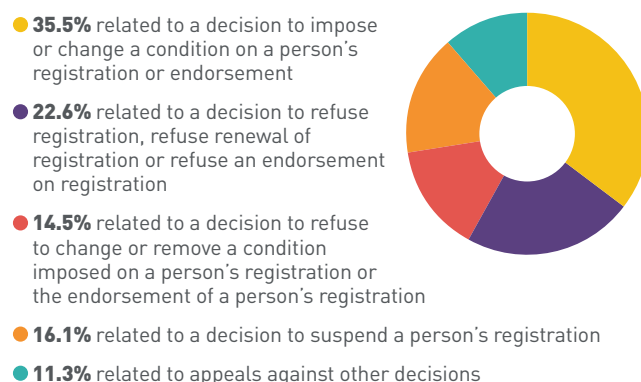 35.5% related to a decision to impose
or change a condition on a person’s
registration or endorsement
22.6% related to a decision to refuse
registration, refuse renewal of
registration or refuse an endorsement
on registration
14.5% related to a decision to refuse
to change or remove a condition
imposed on a person’s registration or
the endorsement of a person’s registration
16.1% related to a decision to suspend a person’s registration
11.3% related to appeals against other decisions